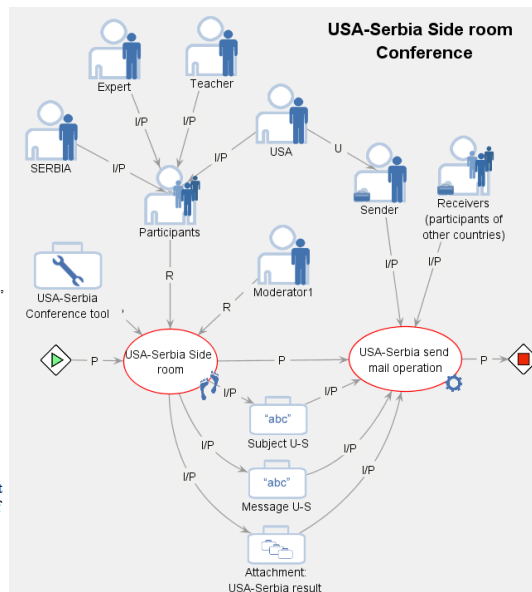 USA-Serbia Side room
Conference
Expert
Teacher
I/P
I/P
SERBIA
I/P
I/P
USA
U
Participants
Sender
Receivers
(participants of
other countries)
R
R
I/P
I/P
USA-Serbia
Conference tool
Moderator1
P
USA-Serbia Side
room
P
USA-Serbia send
mail operation
P
I/P
"abc"
I/P
Subject U-S
I/P
"abc"
I/P
Message U-S
I/P
I/P
Attachment:
USA-Serbia result